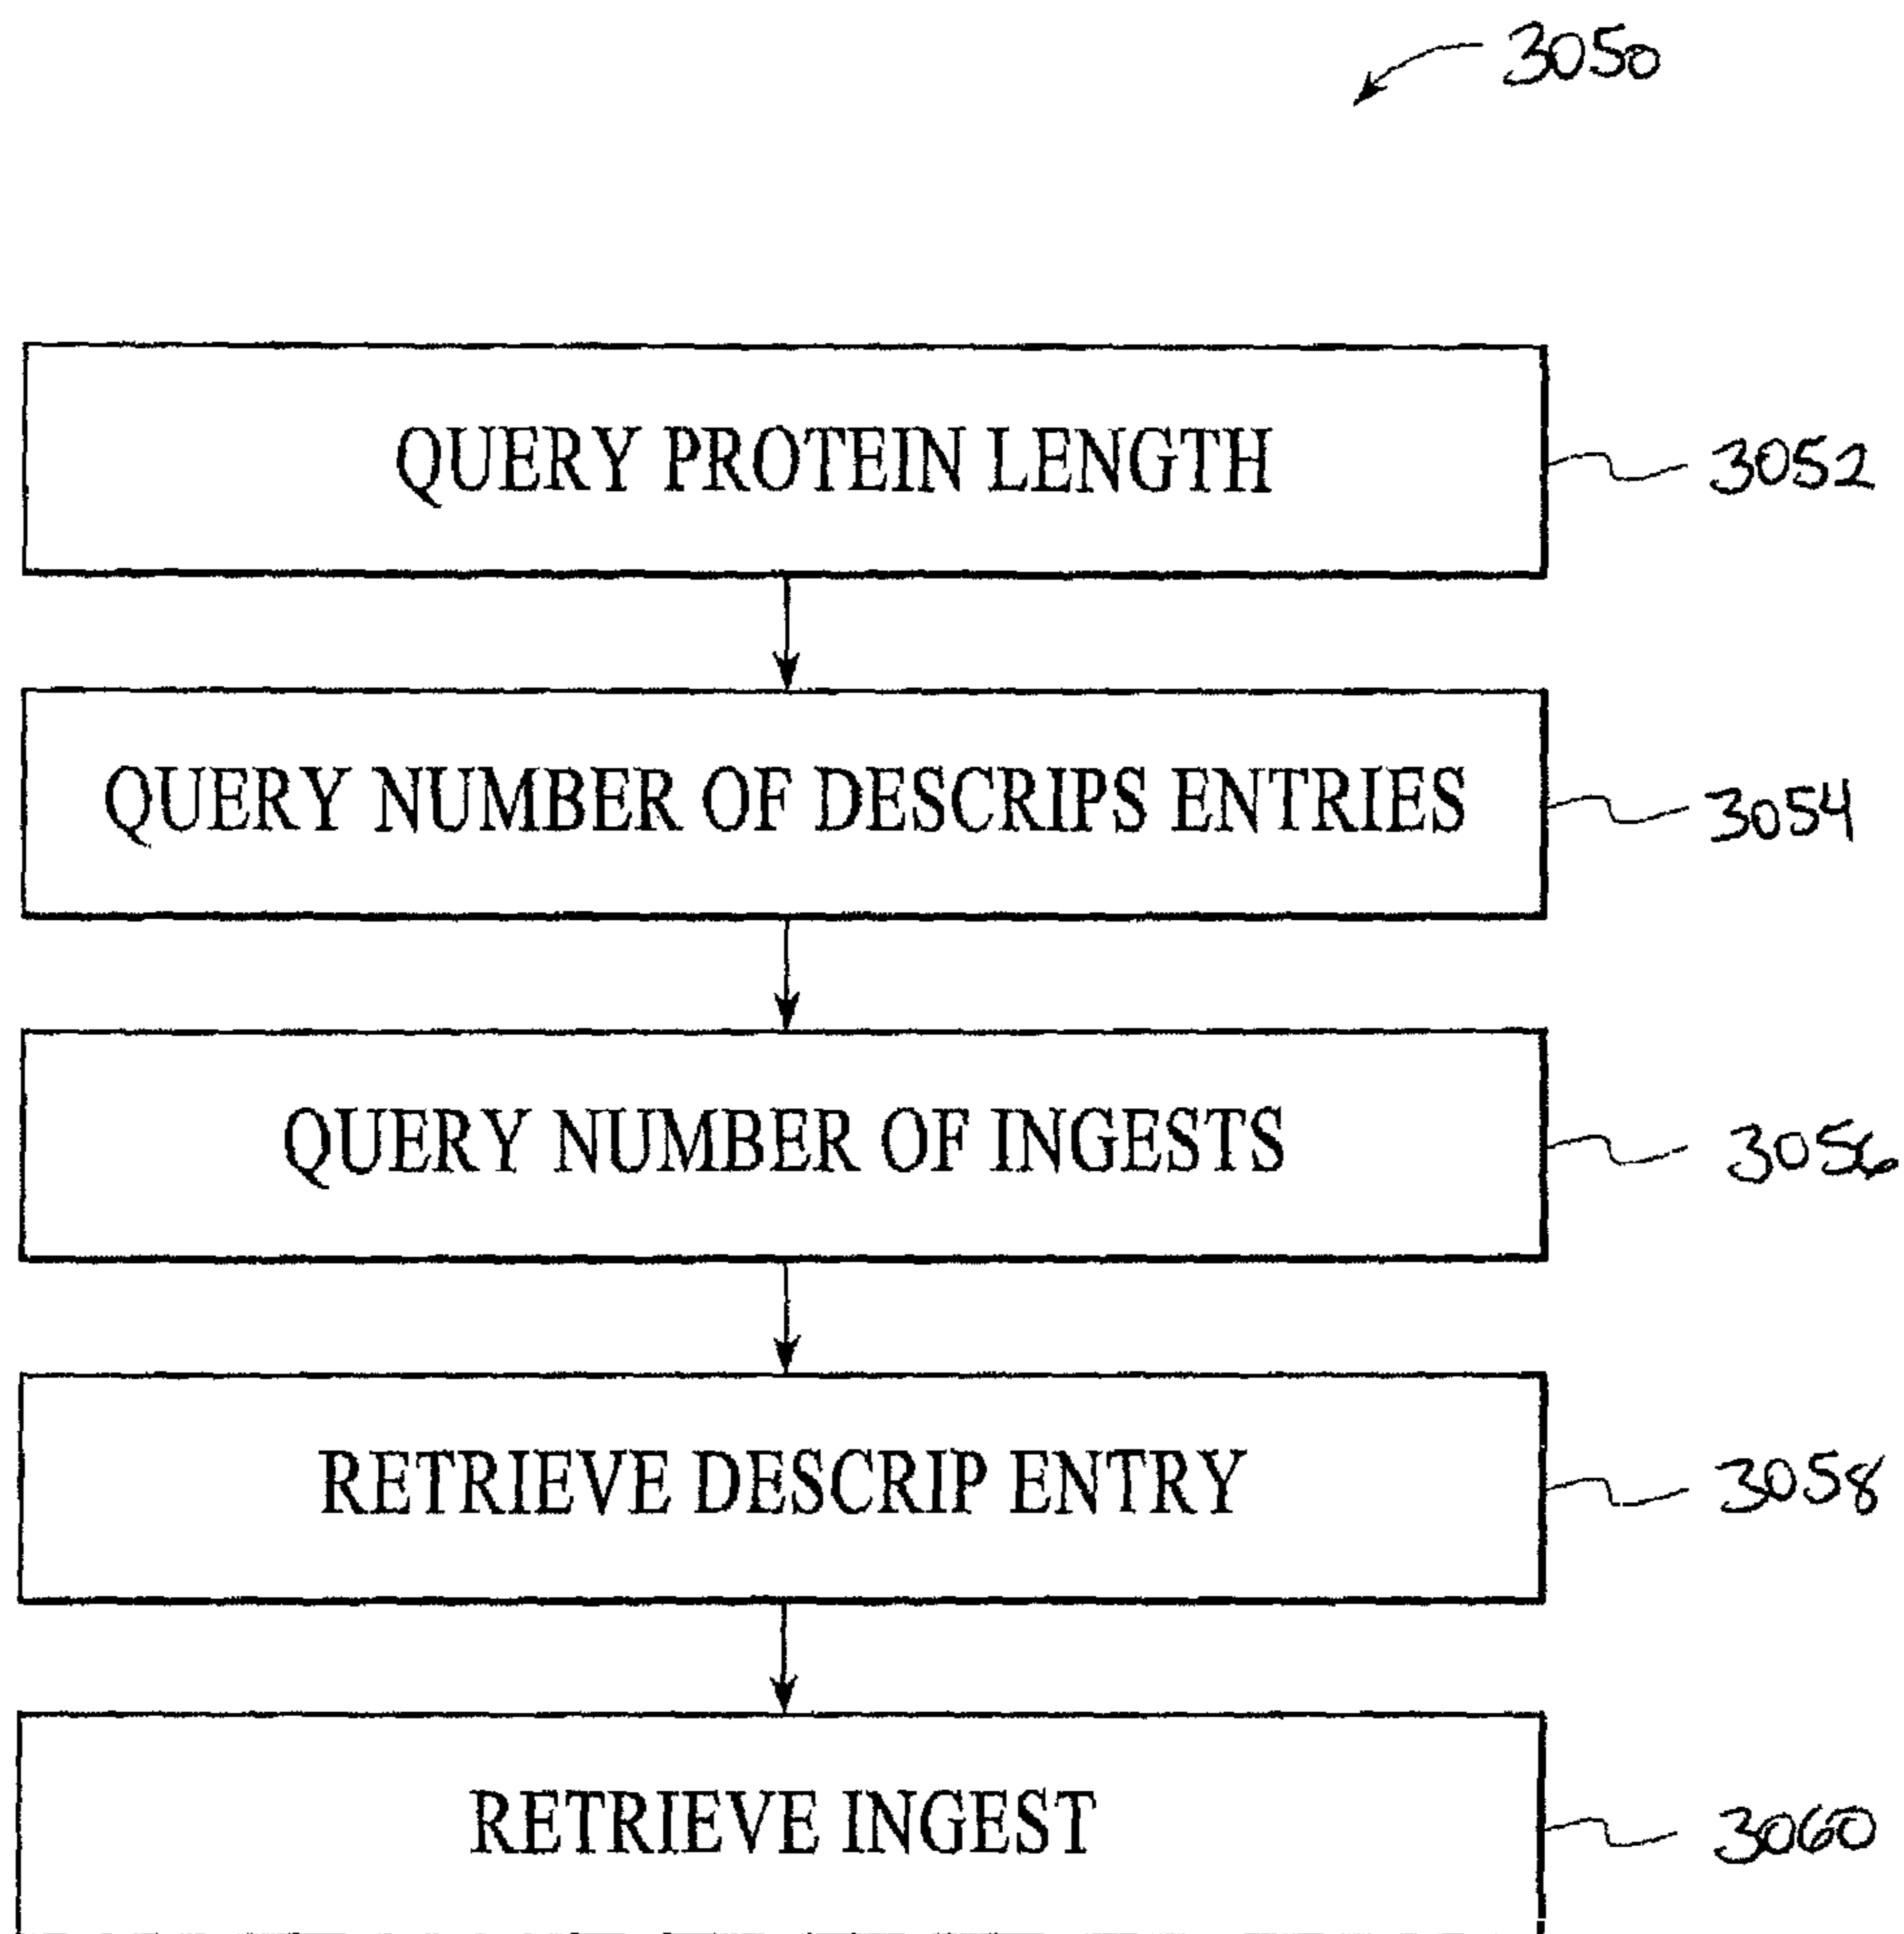 3050
QUERY PROTEIN LENGTH
3052
QUERY NUMBER OF DESCRIPS ENTRIES
3054
QUERY NUMBER OF INGESTS
3056
RETRIEVE DESCRIP ENTRY
3058
RETRIEVE INGEST
3060